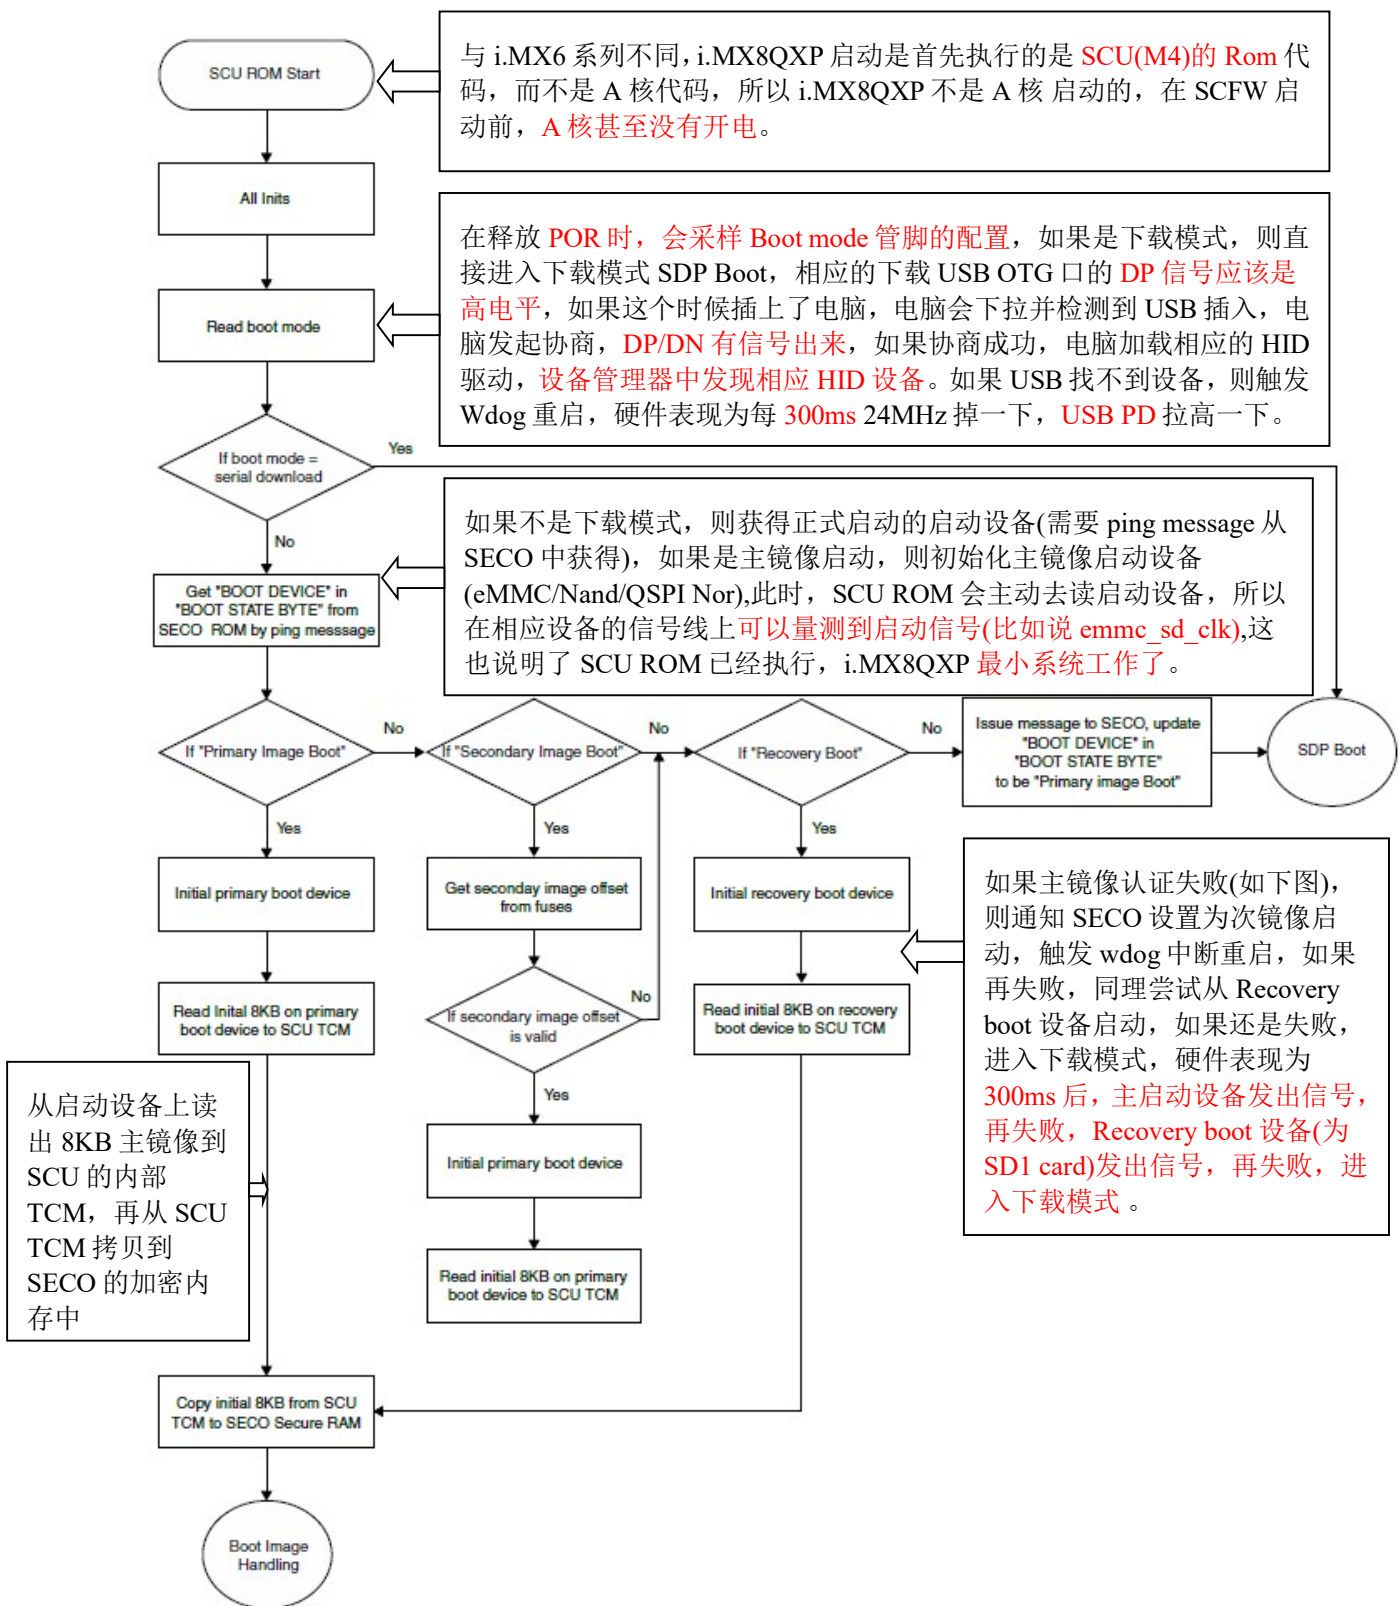 SCU ROM Start
与 i.MX6 系列不同，i.MX8QXP 启动是首先执行的是 SCU(M4)的 Rom 代
码，而不是 A 核代码，所以 i.MX8QXP 不是 A 核 启动的，在 SCFW 启
动前，A 核甚至没有开电。
All Inits
在释放 POR 时，会采样 Boot mode 管脚的配置，如果是下载模式，则直
接进入下载模式 SDP Boot，相应的下载 USB OTG 口的 DP 信号应该是
高电平，如果这个时候插上了电脑，电脑会下拉并检测到 USB 插入，电
脑发起协商，DP/DN 有信号出来，如果协商成功，电脑加载相应的 HID
驱动，设备管理器中发现相应 HID 设备。如果 USB 找不到设备，则触发
Wdog 重启，硬件表现为每 300ms 24MHz 掉一下，USB PD 拉高一下。
Read boot mode
If boot mode =
serial download
Yes
No
如果不是下载模式，则获得正式启动的启动设备(需要 ping message 从
SECO 中获得)，如果是主镜像启动，则初始化主镜像启动设备
(eMMC/Nand/QSPI Nor),此时，SCU ROM 会主动去读启动设备，所以
在相应设备的信号线上可以量测到启动信号(比如说 emmc_sd_clk),这
也说明了 SCU ROM 已经执行，i.MX8QXP 最小系统工作了。
Get "BOOT DEVICE" in
"BOOT STATE BYTE" from
SECO ROM by ping messsage
If "Primary Image Boot"
No
If "Secondary Image Boot"
No
If "Recovery Boot"
No
Issue message to SECO, update
"BOOT DEVICE" in
"BOOT STATE BYTE"
to be "Primary image Boot"
SDP Boot
Yes
Yes
Yes
Initial primary boot device
Get seconday image offset
from fuses
Initial recovery boot device
如果主镜像认证失败(如下图)，
则通知 SECO 设置为次镜像启
动，触发 wdog 中断重启，如果
再失败，同理尝试从 Recovery
boot 设备启动，如果还是失败，
进入下载模式，硬件表现为
300ms 后，主启动设备发出信号，
再失败，Recovery boot 设备(为
SD1 card)发出信号，再失败，进
入下载模式 。
Read Inital 8KB on primary
boot device to SCU TCM
If secondary image offset
is valid
No
Read initial 8KB on recovery
boot device to SCU TCM
Yes
从启动设备上读
出 8KB 主镜像到
SCU 的内部
TCM，再从 SCU
TCM 拷贝到
SECO 的加密内
存中
Initial primary boot device
Read initial 8KB on primary
boot device to SCU TCM
Copy initial 8KB from SCU
TCM to SECO Secure RAM
Boot Image
Handling